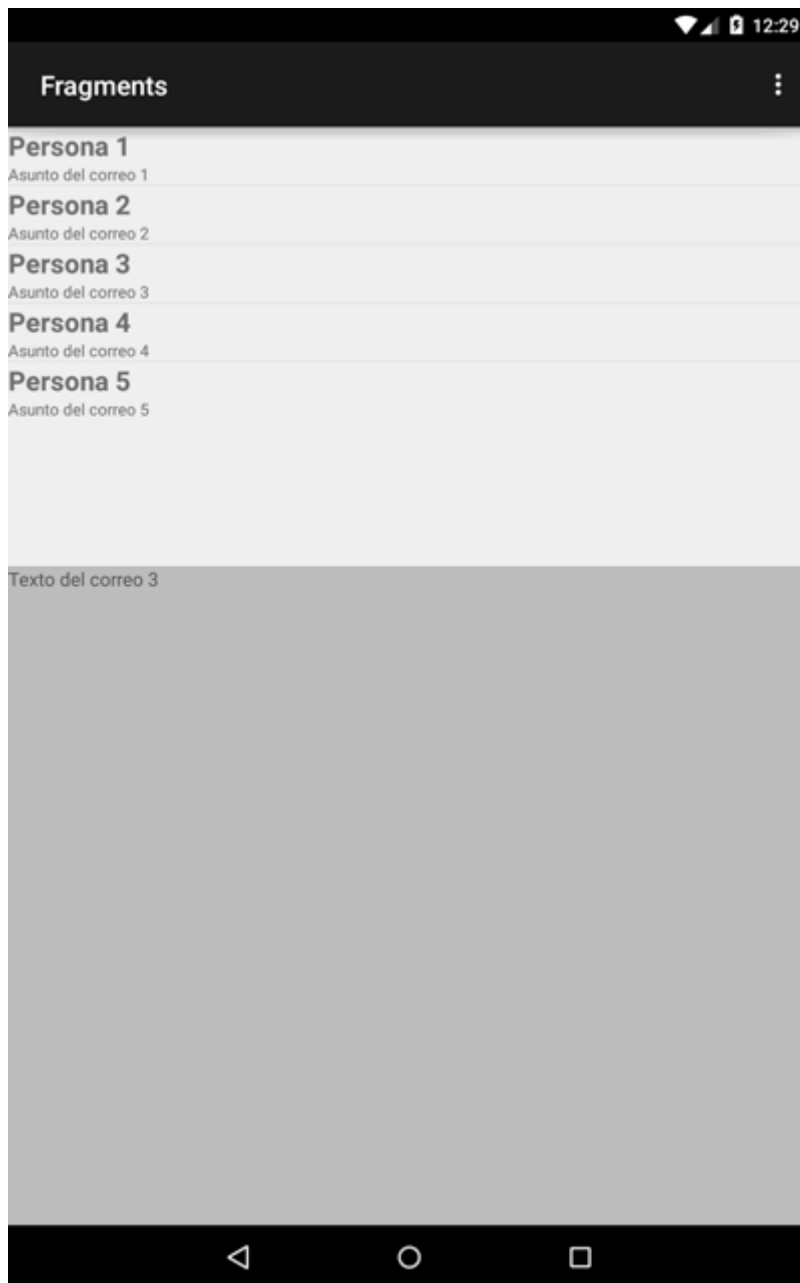 12:29
Fragments
Persona 1
Asunto del correo 1
Persona 2
Asunto del correo 2
Persona 3
Asunto del correo 3
Persona 4
Asunto del correo 4
Persona 5
Asunto del correo 5
Texto del correo 3